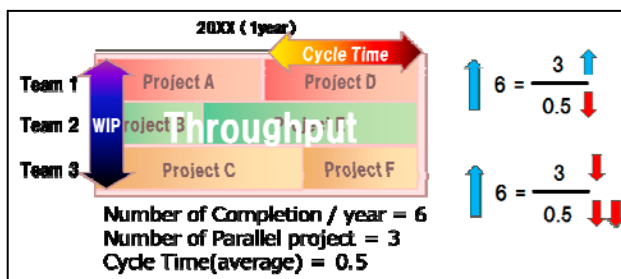 20XX (1year)
Cycle Time
Team 1
Project A
Project D
Team 2
WIP
roject B
Throughput
Team 3
Project C
Project F
Number of Completion / year = 6
Number of Parallel project = 3
Cycle Time(average) = 0.5
6 = 3
0.5
6 = 3
0.5